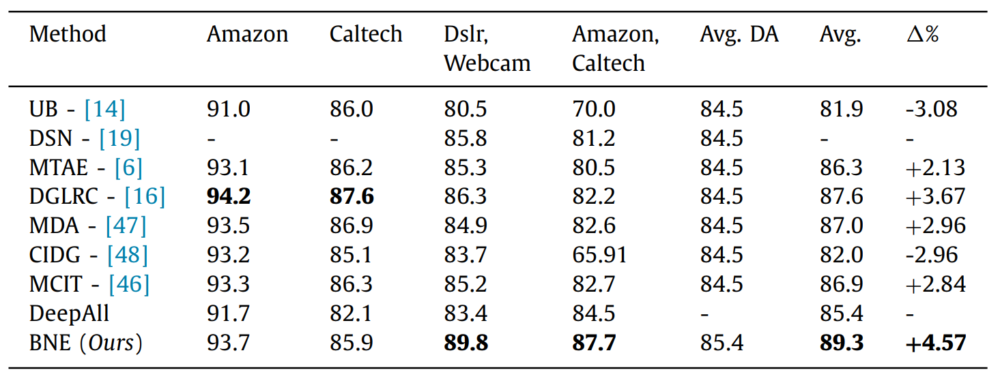 Method Amazon Caltech Dslr, Amazon, Avg. DA Avg. Δ%
Webcam Caltech
UB - [14] 91.0 86.0 80.5 70.0 84.5 81.9 -3.08
DSN - [19] - - 85.8 81.2 84.5 - -
MTAE - [6] 93.1 86.2 85.3 80.5 84.5 86.3 +2.13
DGLRC - [16] 94.2 87.6 86.3 82.2 84.5 87.6 +3.67
MDA - [47] 93.5 86.9 84.9 82.6 84.5 87.0 +2.96
CIDG - [48] 93.2 85.1 83.7 65.91 84.5 82.0 -2.96
MCIT - [46] 93.3 86.3 85.2 82.7 84.5 86.9 +2.84
DeepAll 91.7 82.1 83.4 84.5 - 85.4 -
BNE (Ours) 93.7 85.9 89.8 87.7 85.4 89.3 +4.57